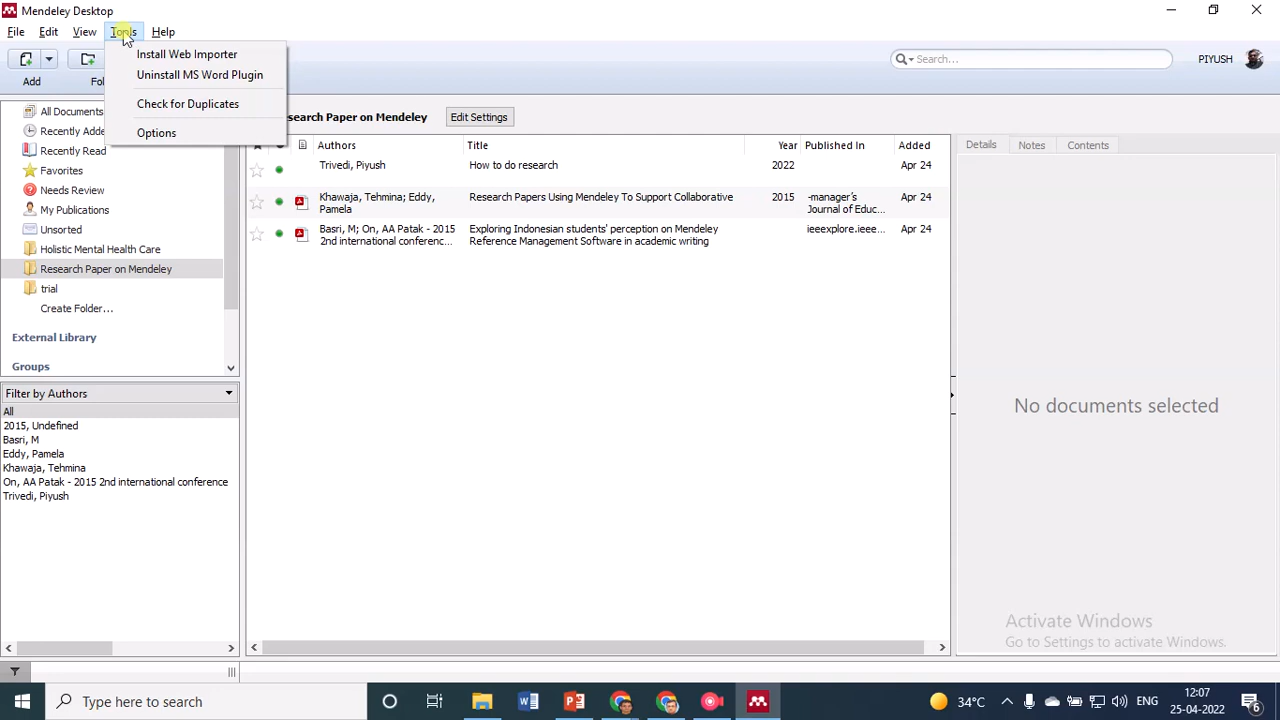 Mendeley Desktop
File Edit View Tools Help
Install Web Importer
Uninstall MS Word Plugin
Check for Duplicates
Options
Add
Fol
Search...
PIYUSH
All Documents
Recently Adde
Recently Read
Favorites
Needs Review
My Publications
Unsorted
Holistic Mental Health Care
Research Paper on Mendeley
trial
Create Folder...
External Library
Groups
Filter by Authors
All
2015, Undefined
Basri, M
Eddy, Pamela
Khawaja, Tehmina
On, AA Patak - 2015 2nd international conference
Trivedi, Piyush
search Paper on Mendeley Edit Settings
Authors Title Year Published In Added
Trivedi, Piyush How to do research 2022 Apr 24
Khawaja, Tehmina; Eddy, Research Papers Using Mendeley To Support Collaborative 2015 -manager's Apr 24
Pamela Journal of Educ...
Basri, M; On, AA Patak - 2015 Exploring Indonesian students' perception on Mendeley ieeexplore.ieee... Apr 24
2nd international conferenc... Reference Management Software in academic writing
Details Notes Contents
No documents selected
Activate Windows
Go to Settings to activate Windows.
Type here to search
34°C
ENG
12:07
25-04-2022
6